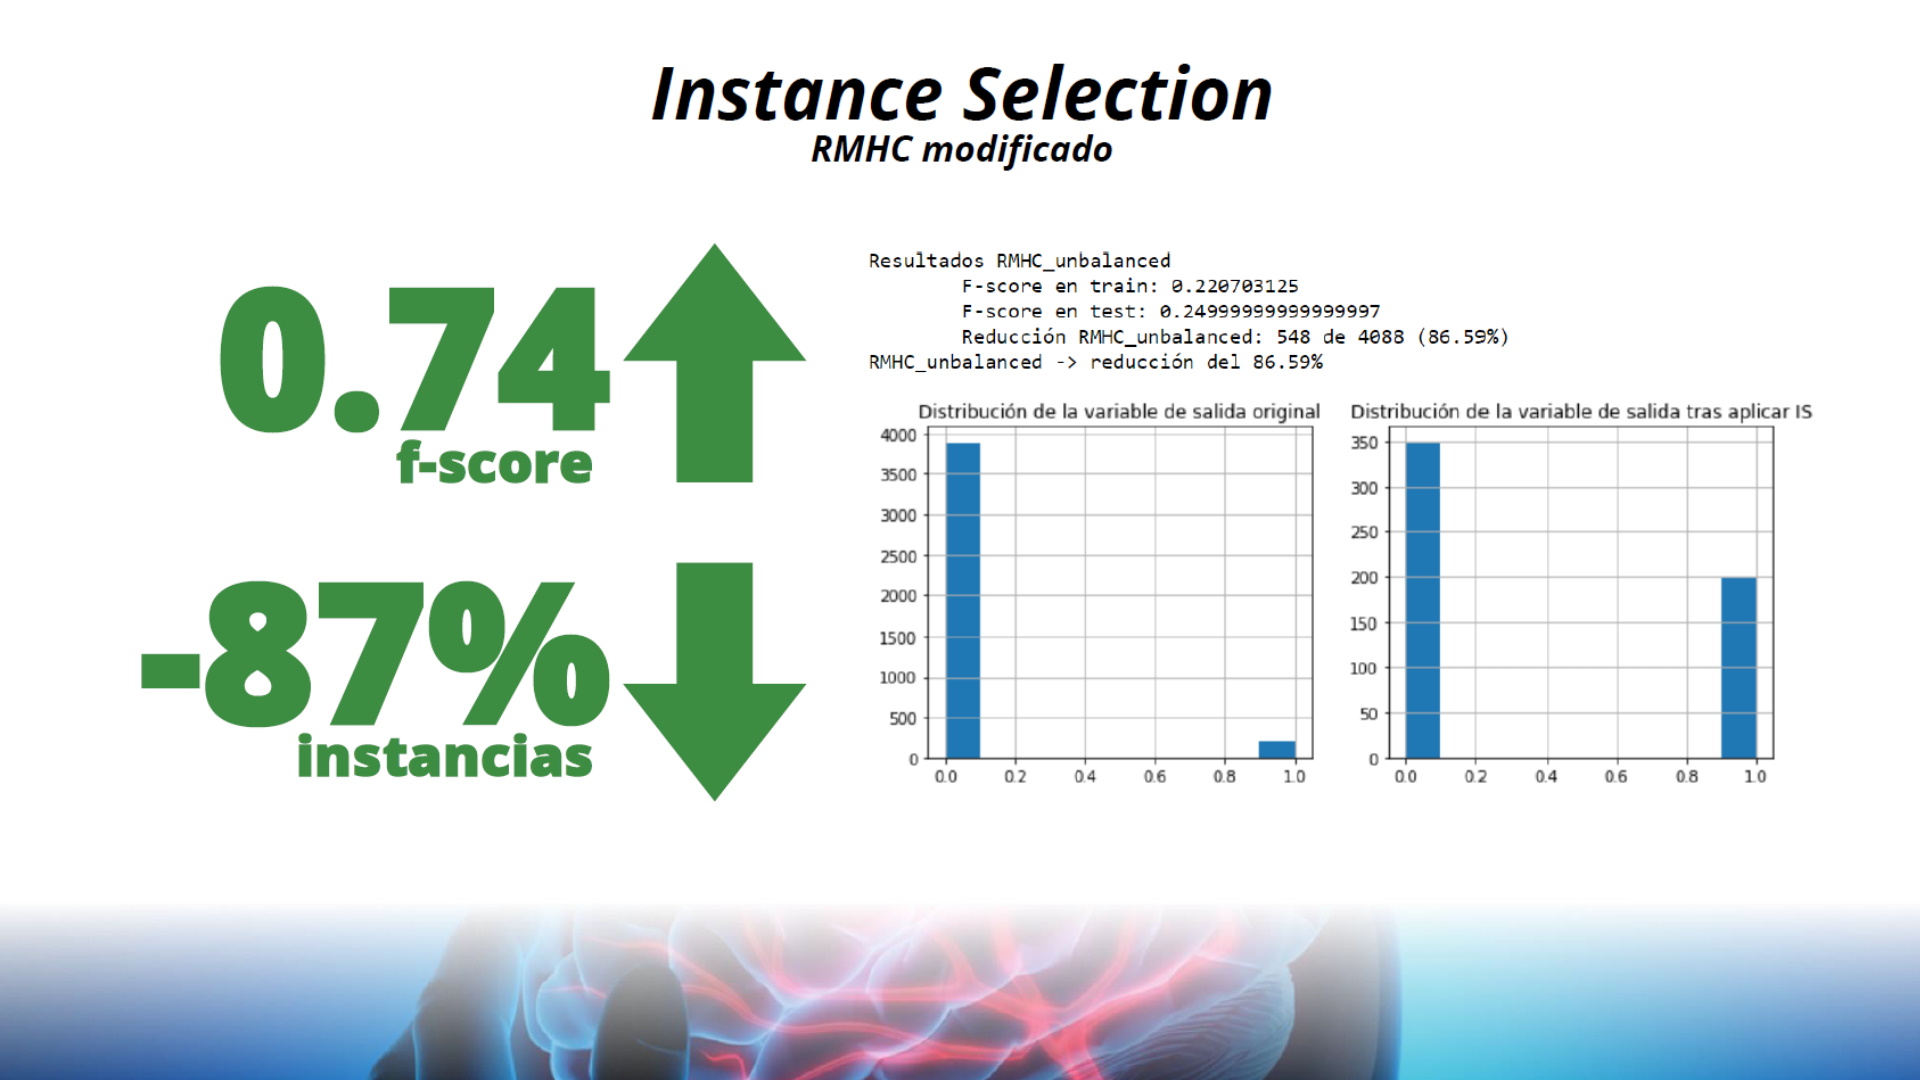 Instance Selection
RMHC modificado
0.74
f-score
-87%
instancias
Resultados RMHC_unbalanced
F-score en train: 0.220703125
F-score en test: 0.24999999999999997
Reducción RMHC_unbalanced: 548 de 4088 (86.59%)
RMHC_unbalanced -> reducción del 86.59%
Distribución de la variable de salida original
4000
3500
3000
2500
2000
1500
1000
500
0
0.0 0.2 0.4 0.6 0.8 1.0
Distribución de la variable de salida tras aplicar IS
350
300
250
200
150
100
50
0
0.0 0.2 0.4 0.6 0.8 1.0